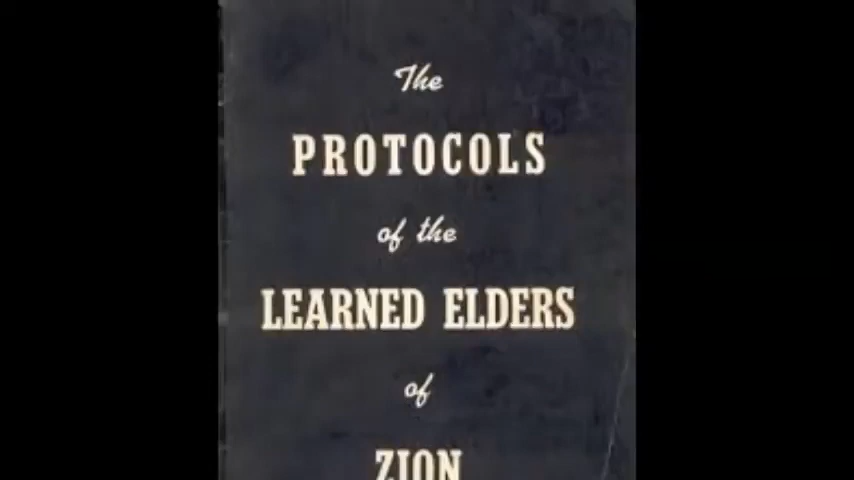 The
PROTOCOLS
of the
LEARNED ELDERS
of
ZION